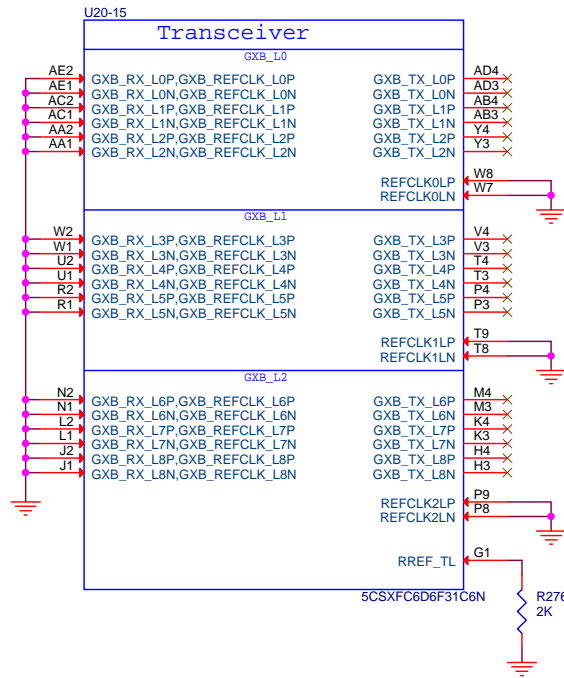 U20-15
Transceiver
GXB_L0
AE2 GXB_RX_L0P,GXB_REFCLK_L0P GXB_TX_L0P AD4
AE1 GXB_RX_L0N,GXB_REFCLK_L0N GXB_TX_L0N AD3
AC2 GXB_RX_L1P,GXB_REFCLK_L1P GXB_TX_L1P AB4
AC1 GXB_RX_L1N,GXB_REFCLK_L1N GXB_TX_L1N AB3
AA2 GXB_RX_L2P,GXB_REFCLK_L2P GXB_TX_L2P Y4
AA1 GXB_RX_L2N,GXB_REFCLK_L2N GXB_TX_L2N Y3
REFCLK0LP W8
REFCLK0LN W7
GXB_L1
W2 GXB_RX_L3P,GXB_REFCLK_L3P GXB_TX_L3P V4
W1 GXB_RX_L3N,GXB_REFCLK_L3N GXB_TX_L3N V3
U2 GXB_RX_L4P,GXB_REFCLK_L4P GXB_TX_L4P T4
U1 GXB_RX_L4N,GXB_REFCLK_L4N GXB_TX_L4N T3
R2 GXB_RX_L5P,GXB_REFCLK_L5P GXB_TX_L5P P4
R1 GXB_RX_L5N,GXB_REFCLK_L5N GXB_TX_L5N P3
REFCLK1LP T9
REFCLK1LN T8
GXB_L2
N2 GXB_RX_L6P,GXB_REFCLK_L6P GXB_TX_L6P M4
N1 GXB_RX_L6N,GXB_REFCLK_L6N GXB_TX_L6N M3
L2 GXB_RX_L7P,GXB_REFCLK_L7P GXB_TX_L7P K4
L1 GXB_RX_L7N,GXB_REFCLK_L7N GXB_TX_L7N K3
J2 GXB_RX_L8P,GXB_REFCLK_L8P GXB_TX_L8P H4
J1 GXB_RX_L8N,GXB_REFCLK_L8N GXB_TX_L8N H3
REFCLK2LP P9
REFCLK2LN P8
RREF_TL G1
5CSXFC6D6F31C6N
R276
2K